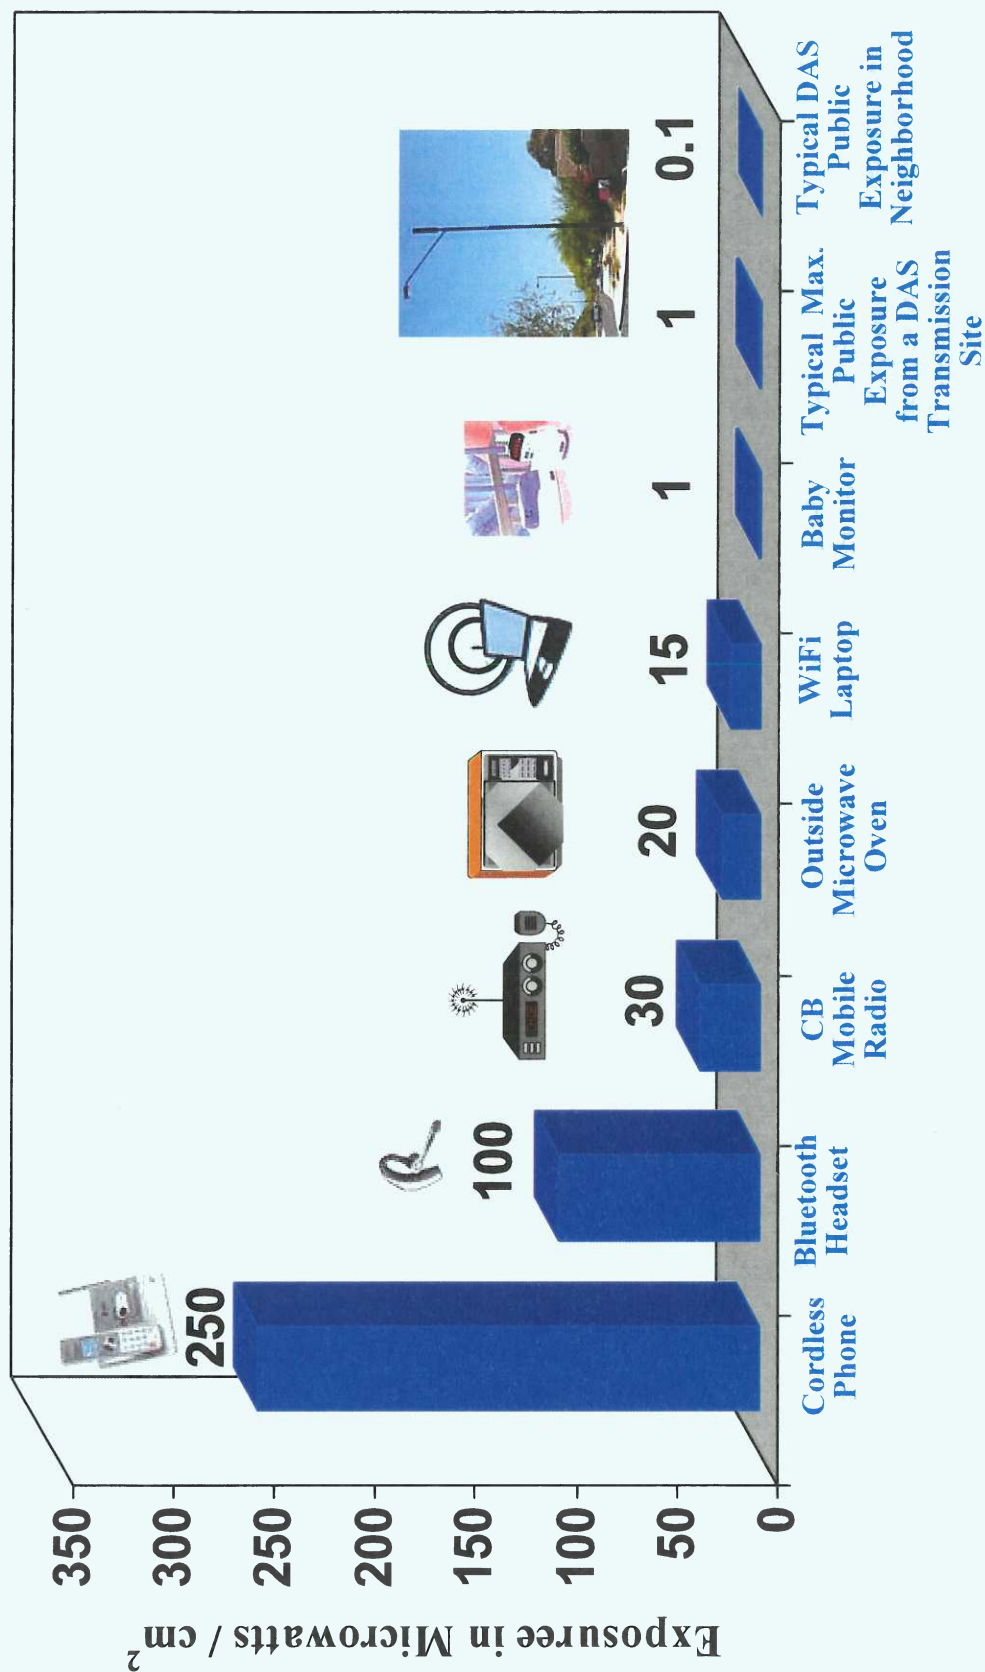 Exposuree in Microwatts / cm²
350
300
250
200
150
100
50
0
250
100
30
20
15
1
1
0.1
Cordless
Phone
Bluetooth
Headset
CB
Mobile
Radio
Outside
Microwave
Oven
WiFi
Laptop
Baby
Monitor
Typical Max.
Public
Exposure
from a DAS
Transmission
Site
Typical DAS
Public
Exposure in
Neighborhood